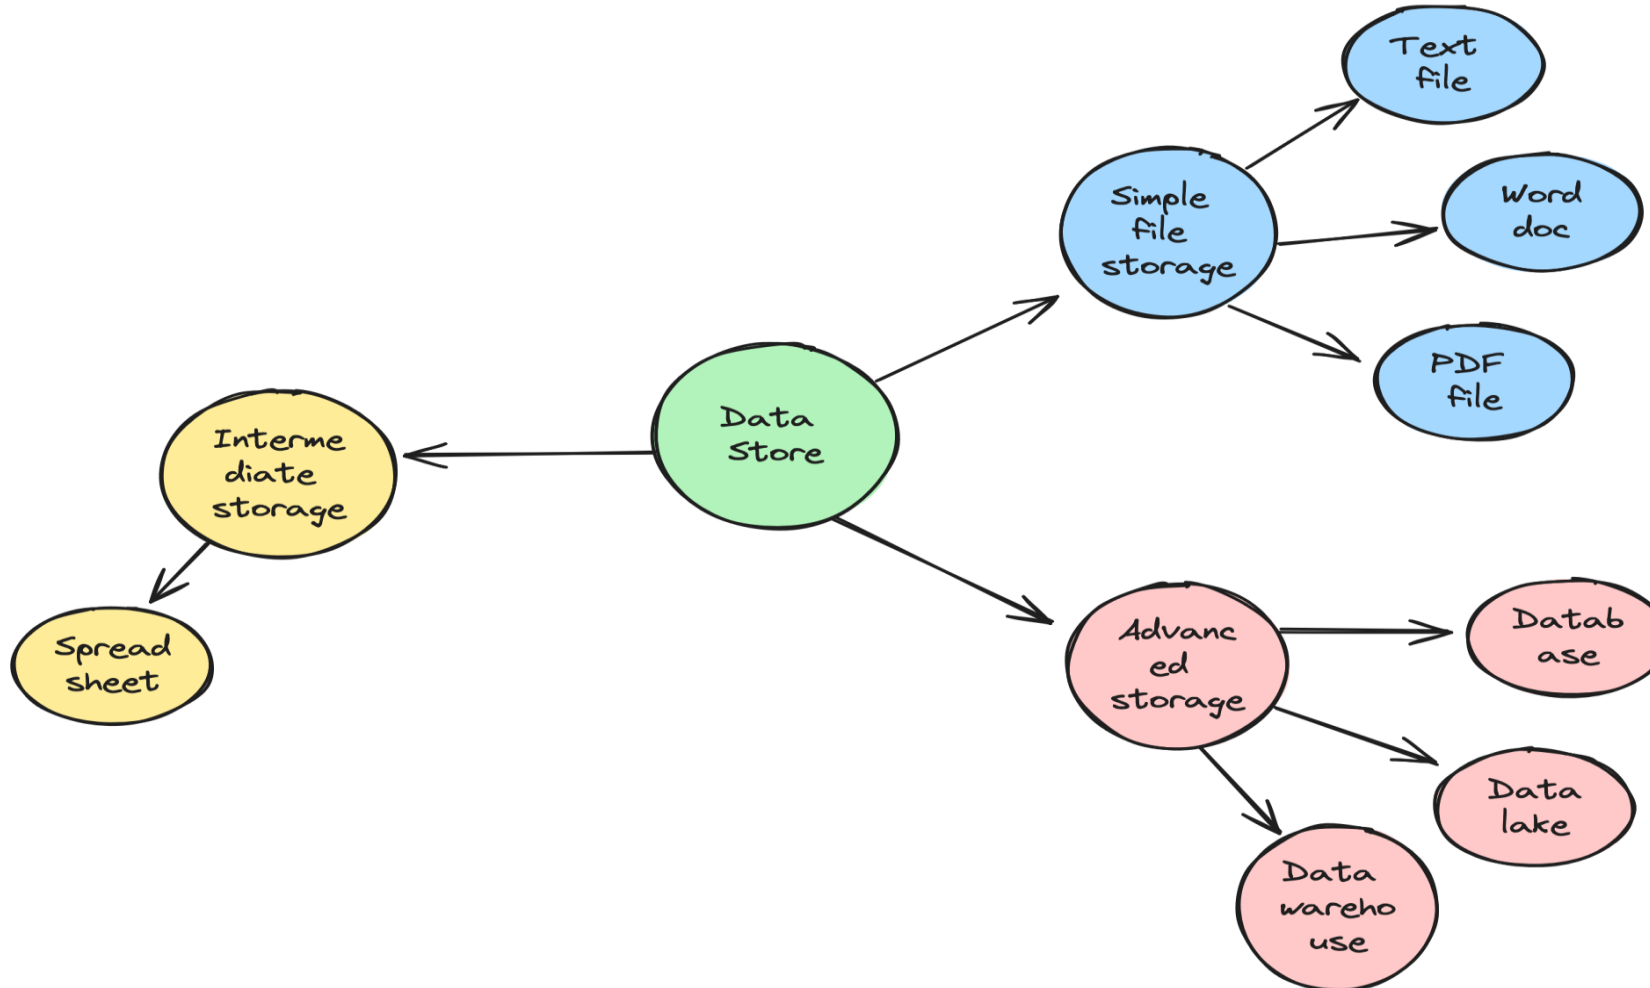 Text
file
Word
doc
Simple
file
storage
PDF
file
Data
Store
Interme
diate
storage
Spread
sheet
Advanc
ed
storage
Datab
ase
Data
lake
Data
wareho
use